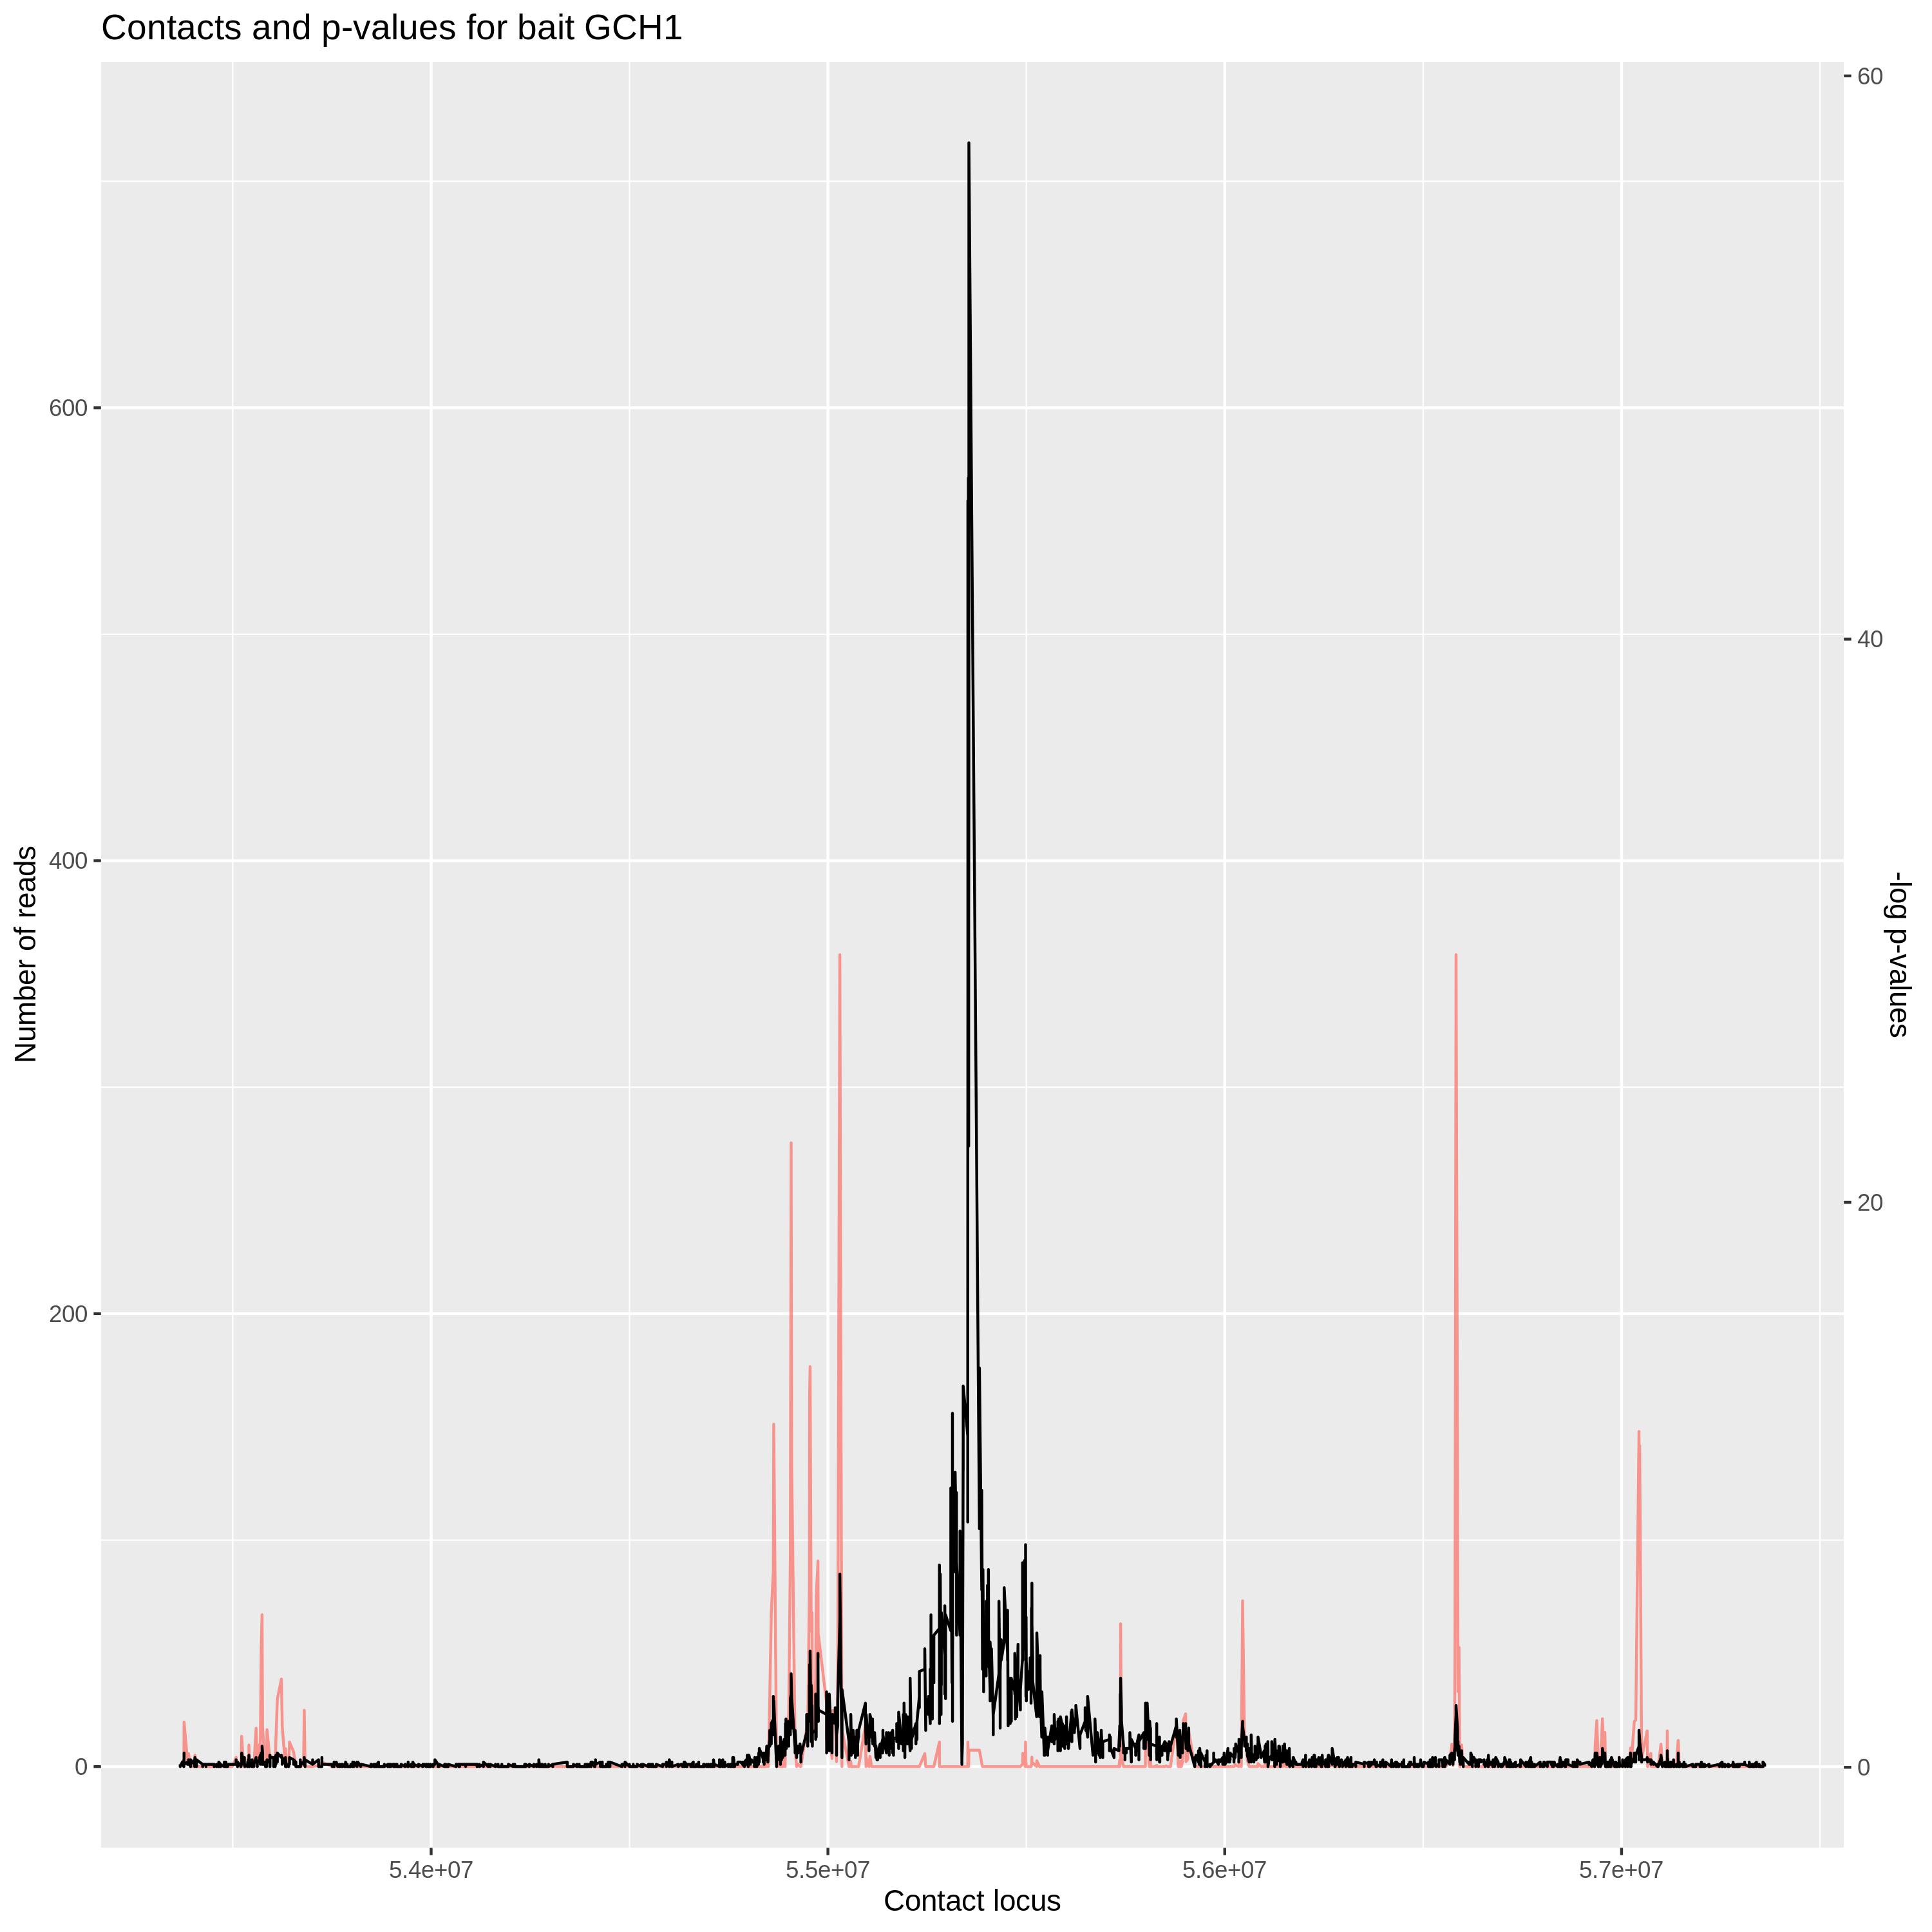 Contacts and p-values for bait GCH1
60
600
40
400
Number of reads
-log p-values
20
200
0
0
5.4e+07
5.5e+07
5.6e+07
5.7e+07
Contact locus